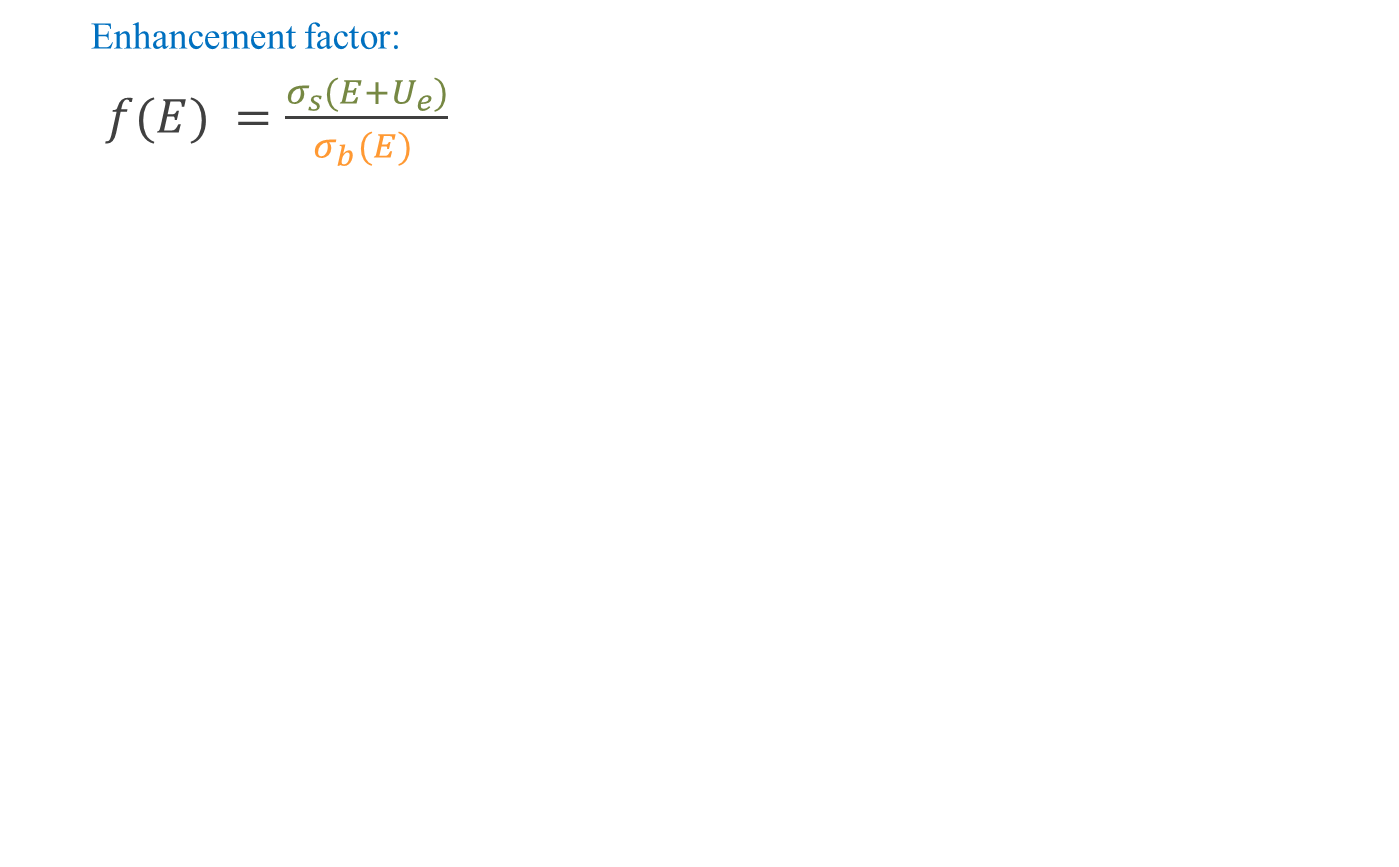 Enhancement factor:
f(E) = σ_s(E+U_e) / σ_b(E)